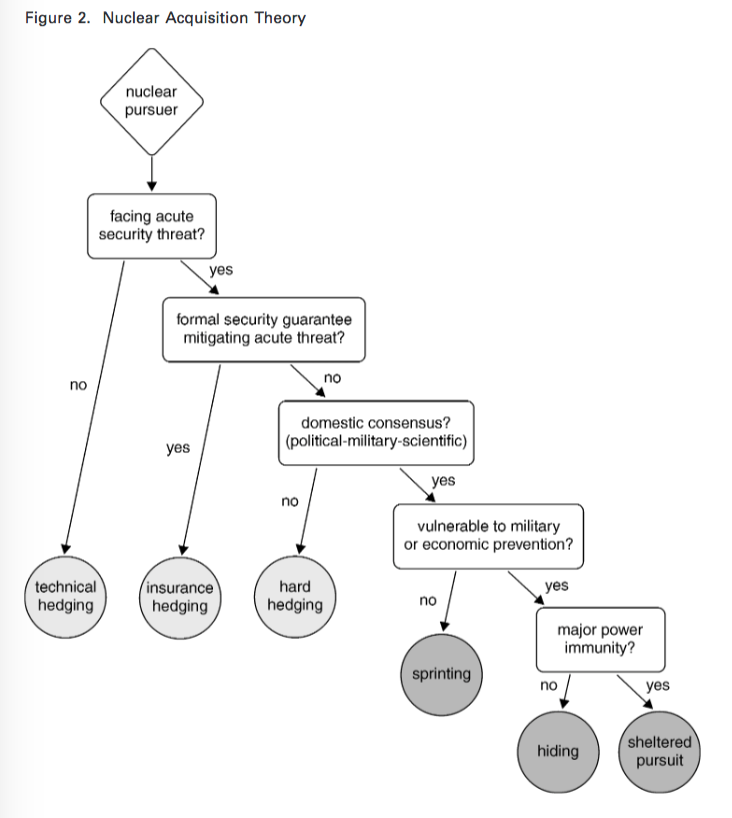 Figure 2. Nuclear Acquisition Theory
nuclear
pursuer
facing acute
security threat?
yes
formal security guarantee
mitigating acute threat?
no
no
domestic consensus?
(political-military-scientific)
yes
yes
no
vulnerable to military
or economic prevention?
technical
hedging
insurance
hedging
hard
hedging
no
yes
major power
immunity?
sprinting
no
yes
hiding
sheltered
pursuit